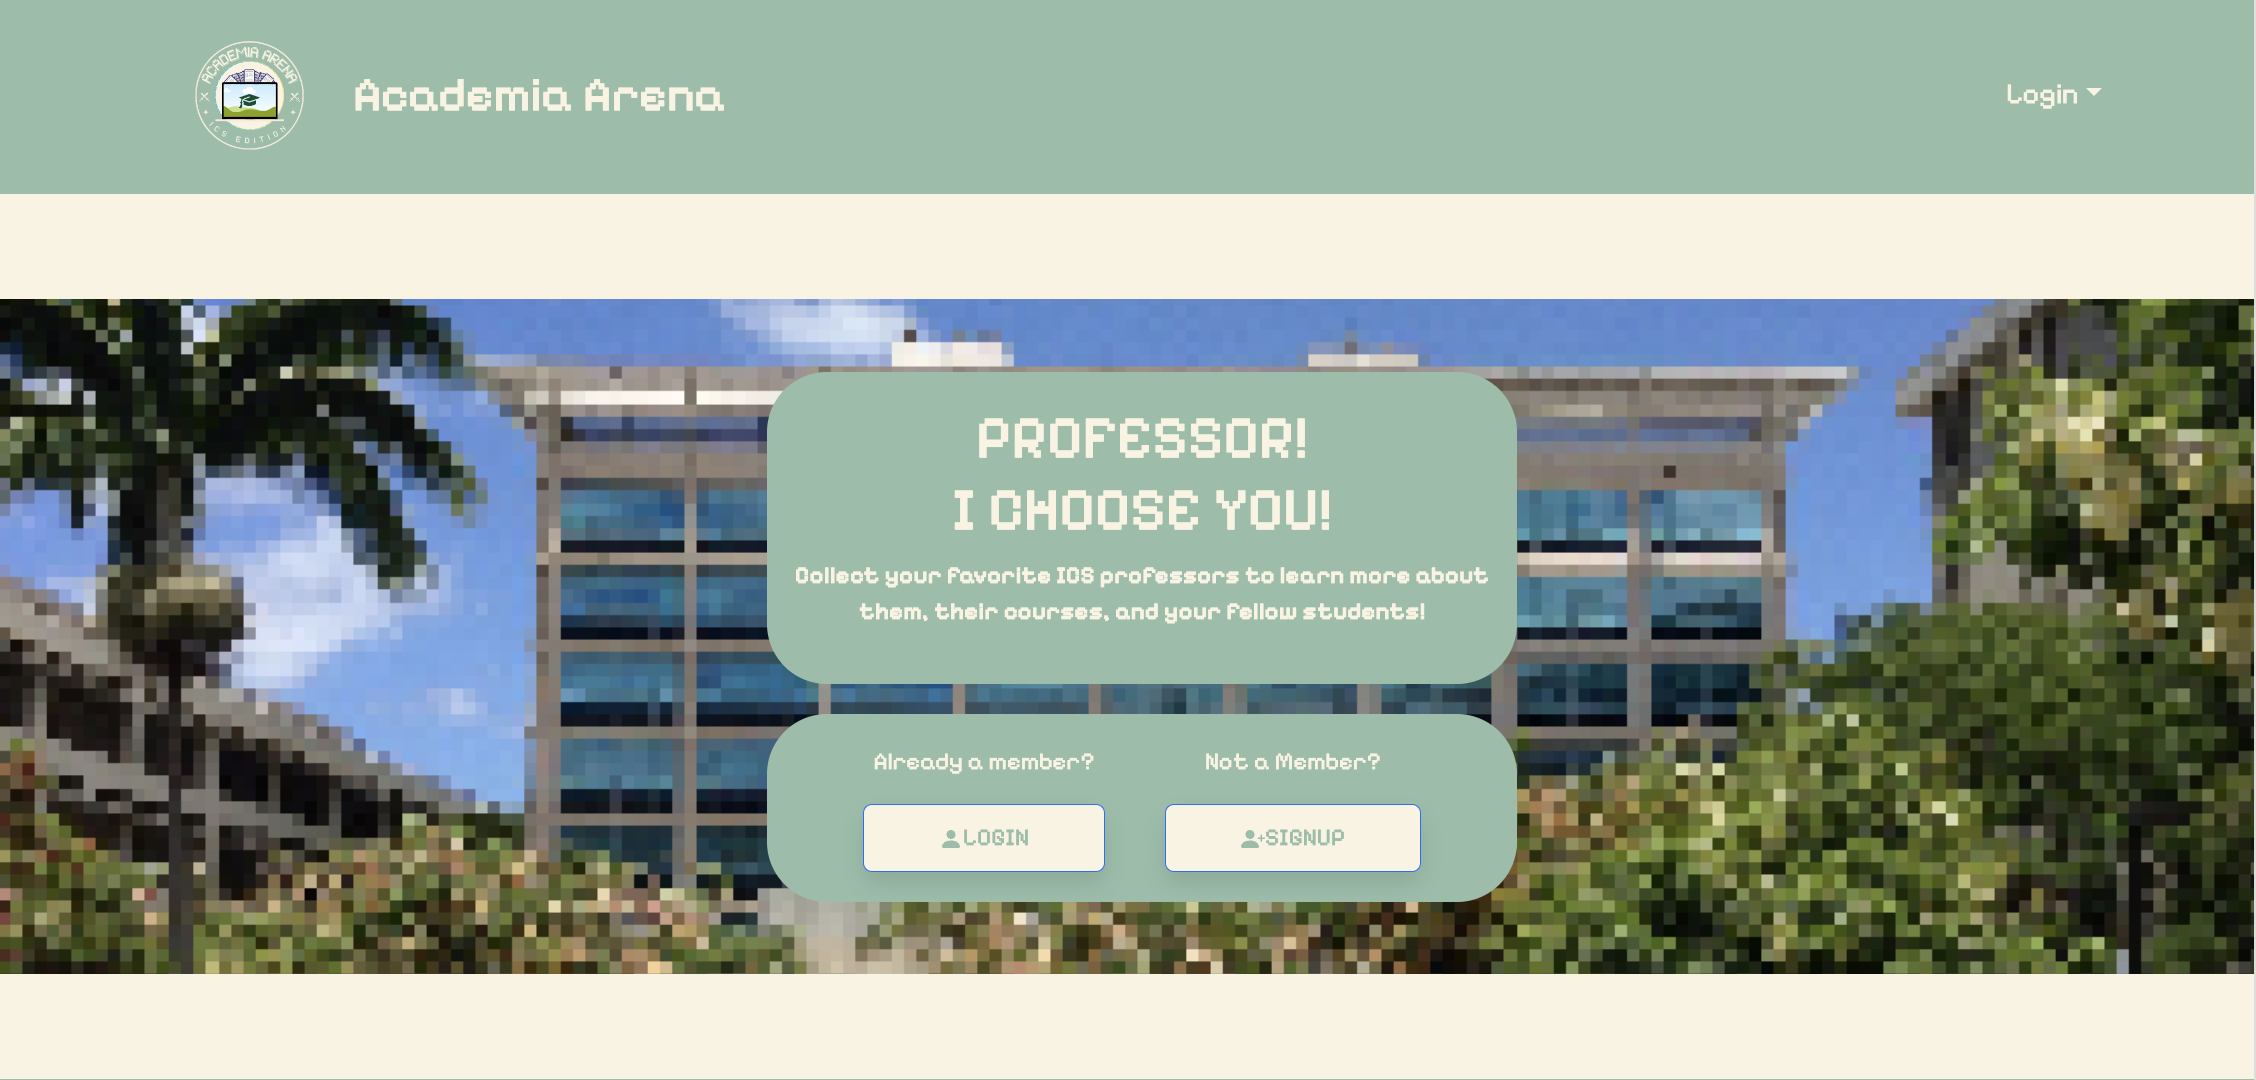 ACADEMIA ARENA
ICS EDITION
Academia Arena
Login
PROFESSOR!
I CHOOSE YOU!
Collect your favorite ICS professors to learn more about
them, their courses, and your fellow students!
Already a member?
Not a Member?
LOGIN
SIGNUP